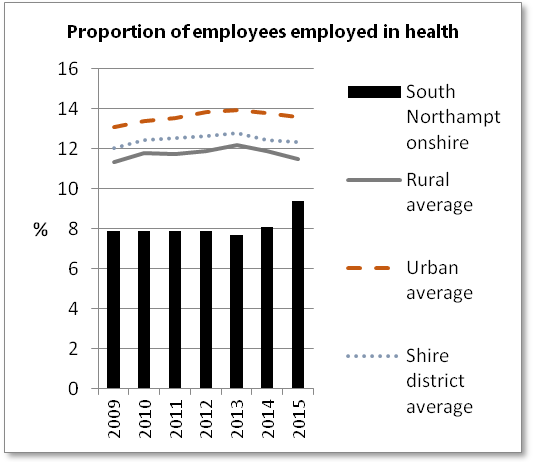 Proportion of employees employed in health
16
14
12
10
8
6
4
2
0
%
2009
2010
2011
2012
2013
2014
2015
South
Northampt
onshire
Rural
average
Urban
average
Shire
district
average